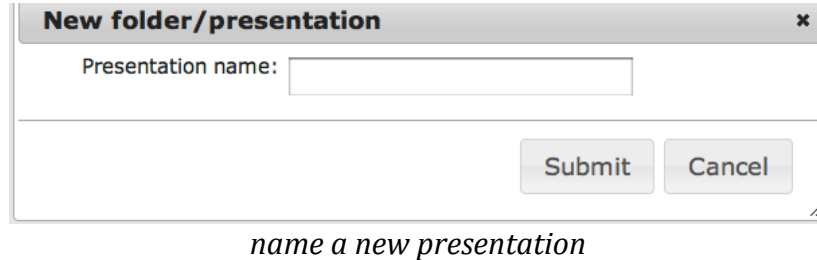 New folder/presentation ×
Presentation name:
Submit Cancel
name a new presentation